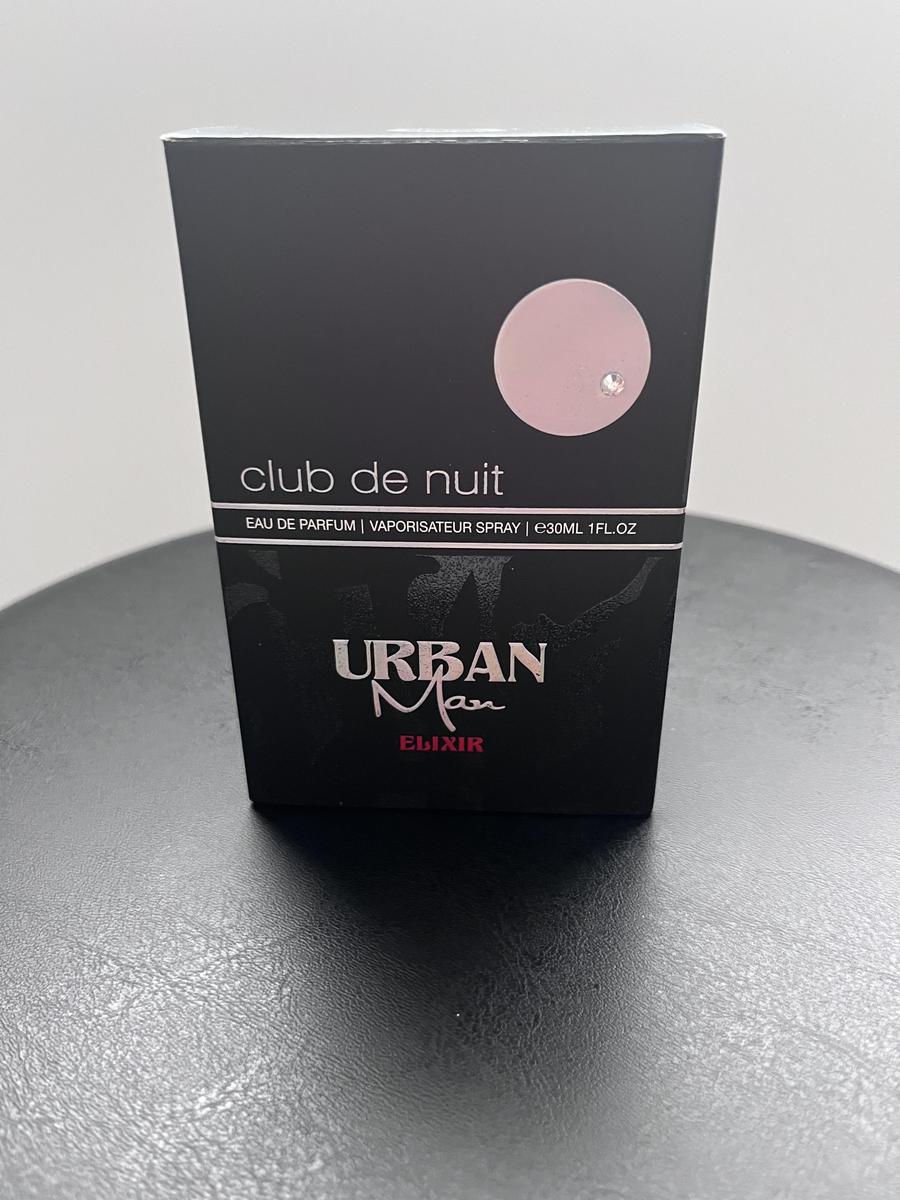 club de nuit
EAU DE PARFUM | VAPORISATEUR SPRAY | ℮30ML 1FL.OZ
URBAN
Man
ELIXIR